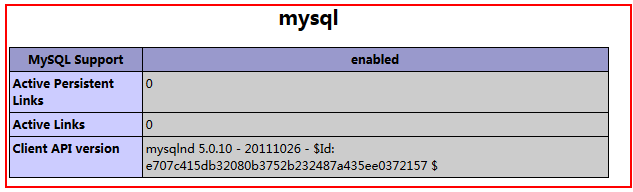 mysql
MySQL Support enabled
Active Persistent
Links 0
Active Links 0
Client API version mysqlnd 5.0.10 - 20111026 - $Id:
e707c415db32080b3752b232487a435ee0372157 $